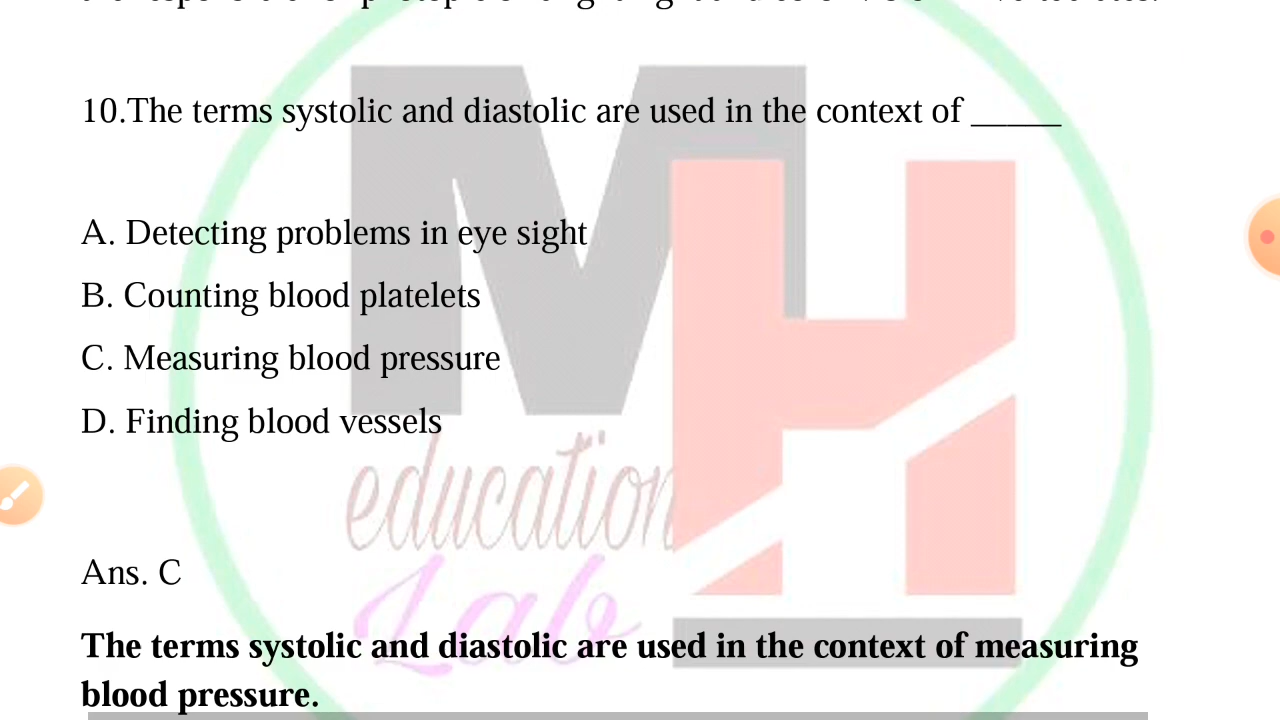 10.The terms systolic and diastolic are used in the context of _____
A. Detecting problems in eye sight
B. Counting blood platelets
C. Measuring blood pressure
D. Finding blood vessels
education
Lab
MH
Ans. C
The terms systolic and diastolic are used in the context of measuring
blood pressure.